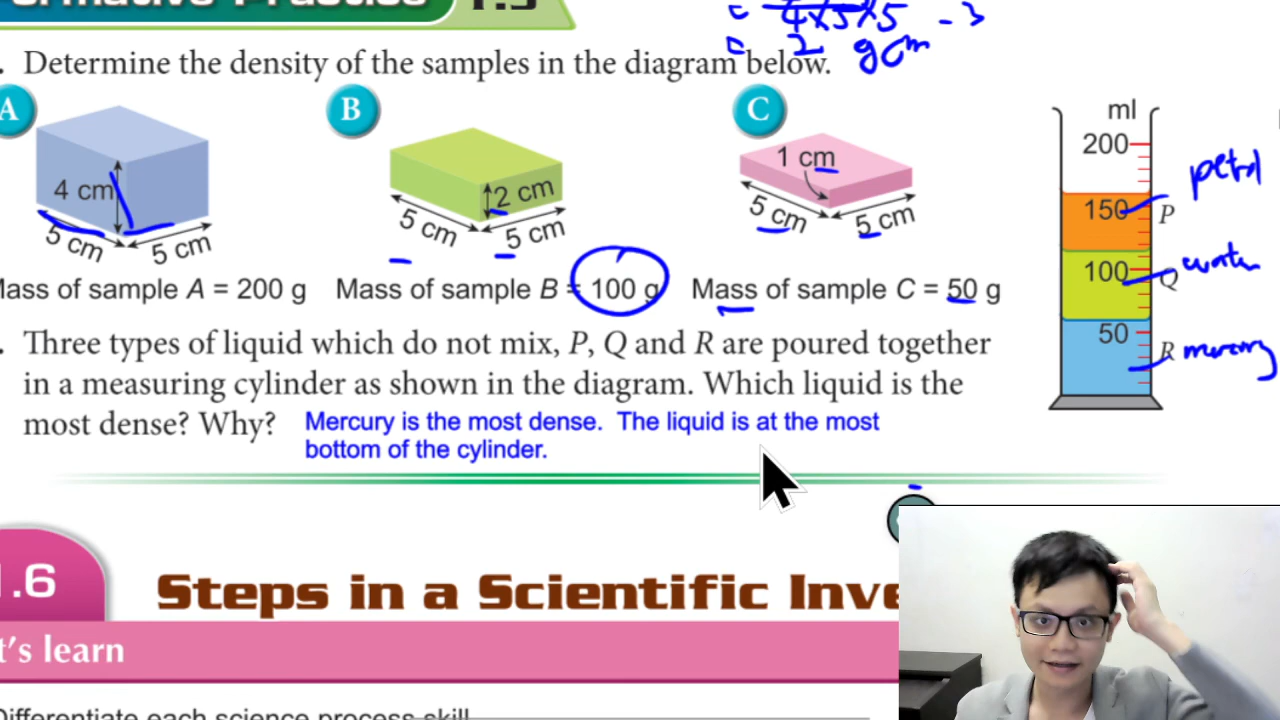 Formative Practice 1.5
= 4×5×5
= 2 gcm -3
. Determine the density of the samples in the diagram below.
A
B
C
4 cm
5 cm
5 cm
2 cm
5 cm
5 cm
1 cm
5 cm
5 cm
Mass of sample A = 200 g
Mass of sample B = 100 g
Mass of sample C = 50 g
ml
200
150
100
50
P
Q
R
petrol
water
mercury
. Three types of liquid which do not mix, P, Q and R are poured together
in a measuring cylinder as shown in the diagram. Which liquid is the
most dense? Why?
Mercury is the most dense. The liquid is at the most
bottom of the cylinder.
1.6
Steps in a Scientific Inve
t's learn
Differentiate each science process skill